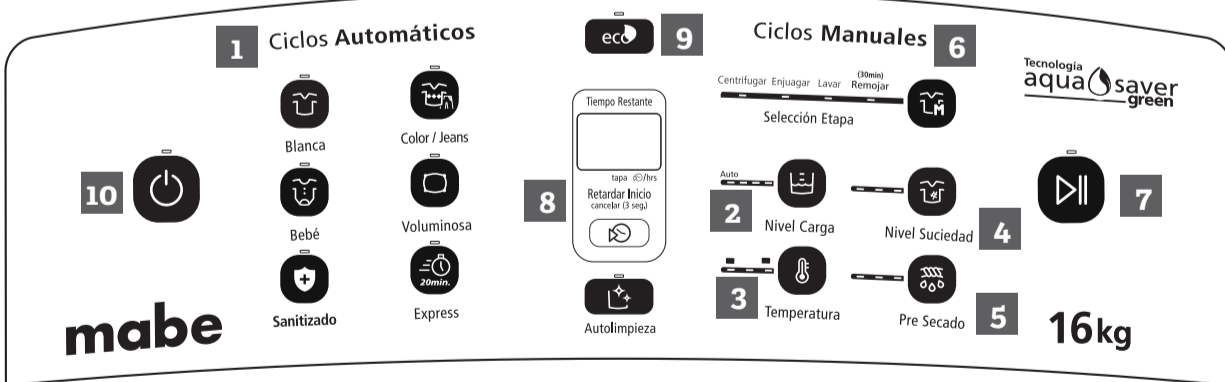 1 Ciclos Automáticos
Blanca
Color / Jeans
Bebé
Voluminosa
Sanitizado
20min.
Express
10
mabe
eco
9
Tiempo Restante
tapa /hrs
Retardar Inicio
cancelar (3 seg.)
8
Autolimpieza
Ciclos Manuales 6
(30min)
Centrifugar Enjuagar Lavar Remojar
M
Selección Etapa
Auto
2
Nivel Carga
Nivel Suciedad
4
3
Temperatura
Pre Secado
5
Tecnología
aqua saver
green
7
16kg